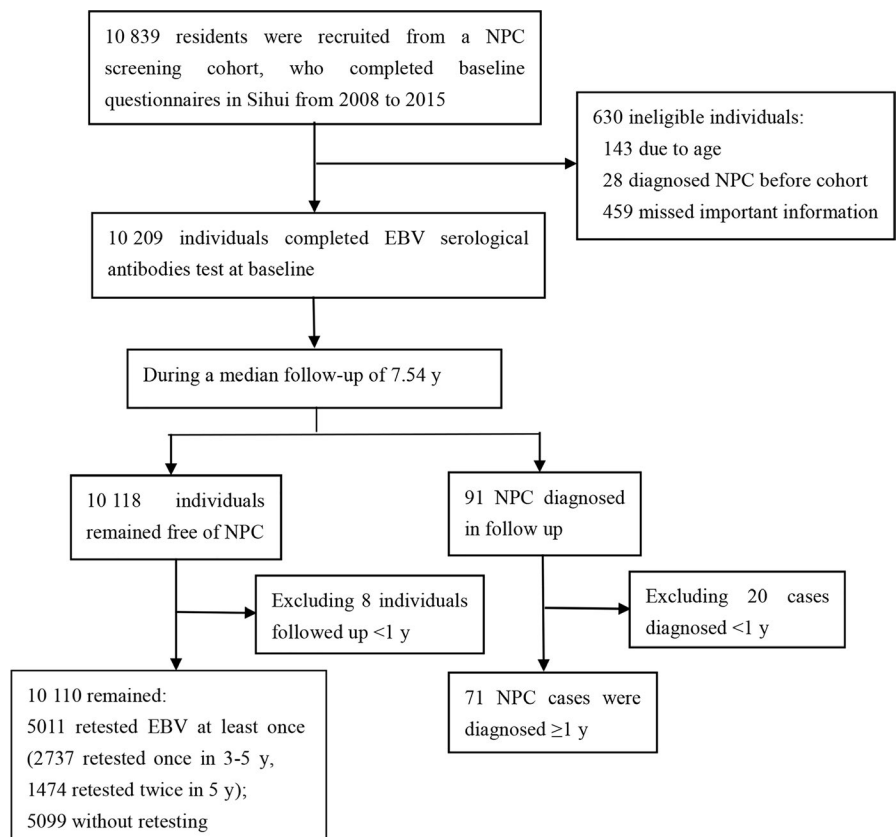 10 839 residents were recruited from a NPC
screening cohort, who completed baseline
questionnaires in Sihui from 2008 to 2015
630 ineligible individuals:
143 due to age
28 diagnosed NPC before cohort
459 missed important information
10 209 individuals completed EBV serological
antibodies test at baseline
During a median follow-up of 7.54 y
10 118 individuals
remained free of NPC
91 NPC diagnosed
in follow up
Excluding 8 individuals
followed up <1 y
Excluding 20 cases
diagnosed <1 y
10 110 remained:
5011 retested EBV at least once
(2737 retested once in 3-5 y,
1474 retested twice in 5 y);
5099 without retesting
71 NPC cases were
diagnosed ≥1 y